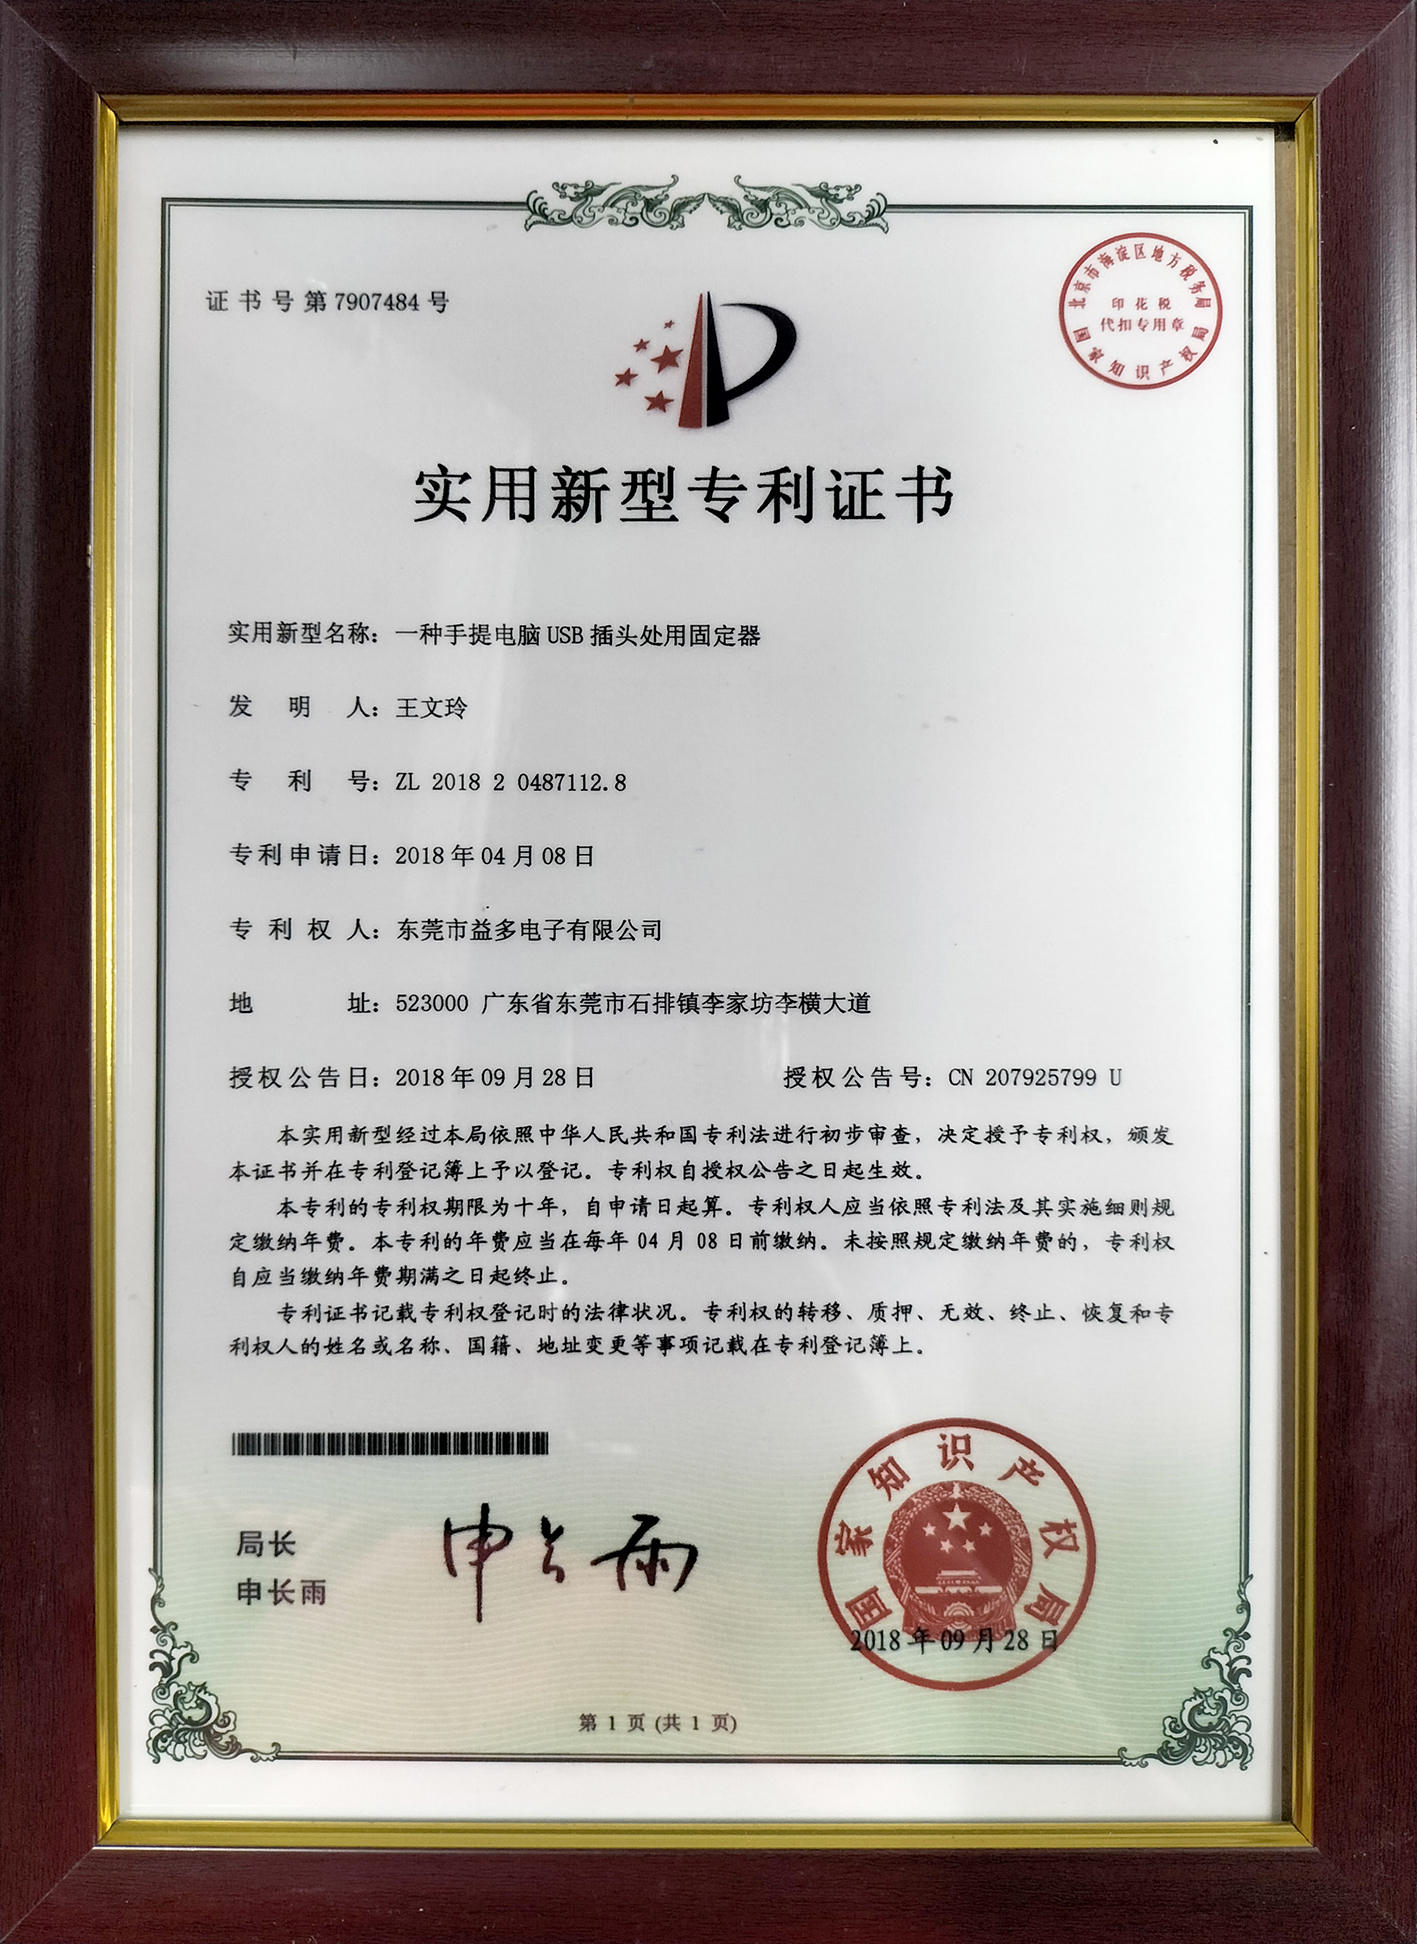 证书号第7907484号
北京市海淀区地方税务局
印花税
代扣专用章
国家知识产权局
实用新型专利证书
实用新型名称：一种手提电脑USB插头处用固定器
发明人：王文玲
专利号：ZL 2018 2 0487112.8
专利申请日：2018年04月08日
专利权人：东莞市益多电子有限公司
地址：523000 广东省东莞市石排镇李家坊李横大道
授权公告日：2018年09月28日 授权公告号：CN 207925799 U
本实用新型经过本局依照中华人民共和国专利法进行初步审查，决定授予专利权，颁发
本证书并在专利登记簿上予以登记。专利权自授权公告之日起生效。
本专利的专利权期限为十年，自申请日起算。专利权人应当依照专利法及其实施细则规
定缴纳年费。本专利的年费应当在每年04月08日前缴纳。未按照规定缴纳年费的，专利权
自应当缴纳年费期满之日起终止。
专利证书记载专利权登记时的法律状况。专利权的转移、质押、无效、终止、恢复和专
利权人的姓名或名称、国籍、地址变更等事项记载在专利登记簿上。
局长
申长雨
申长雨
国家知识产权局
2018年09月28日
第 1 页 (共 1 页)